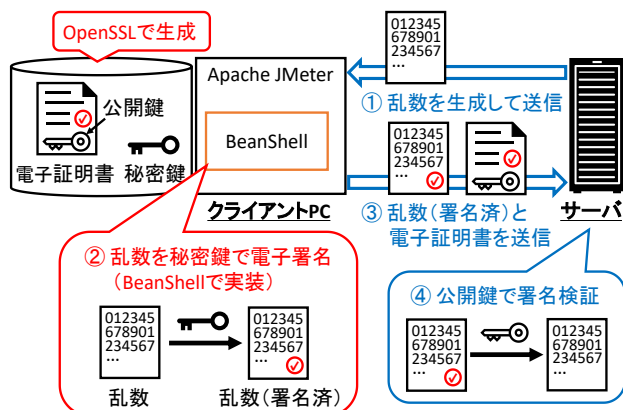 OpenSSLで生成
公開鍵
電子証明書 秘密鍵
Apache JMeter
BeanShell
クライアントPC
012345
678901
234567
...
① 乱数を生成して送信
012345
678901
234567
...
③ 乱数(署名済)と
電子証明書を送信
サーバ
② 乱数を秘密鍵で電子署名
(BeanShellで実装)
012345
678901
234567
...
乱数
012345
678901
234567
...
乱数(署名済)
④ 公開鍵で署名検証
012345
678901
234567
...
012345
678901
234567
...